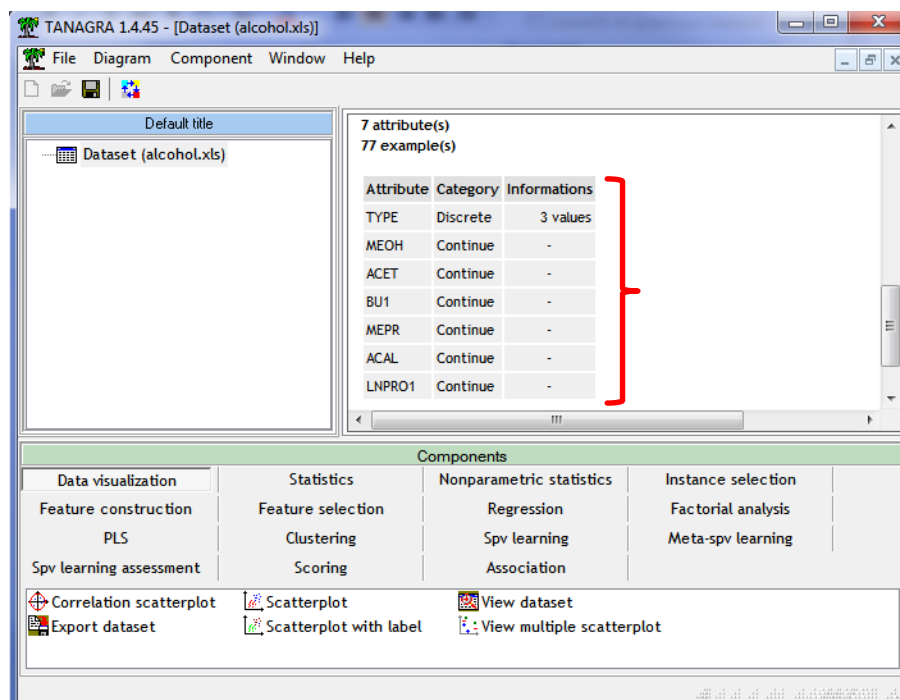 TANAGRA 1.4.45 - [Dataset (alcohol.xls)]
File Diagram Component Window Help
Default title
Dataset (alcohol.xls)
7 attribute(s)
77 example(s)
Attribute Category Informations
TYPE Discrete 3 values
MEOH Continue -
ACET Continue -
BU1 Continue -
MEPR Continue -
ACAL Continue -
LNPRO1 Continue -
Components
Data visualization Statistics Nonparametric statistics Instance selection
Feature construction Feature selection Regression Factorial analysis
PLS Clustering Spv learning Meta-spv learning
Spv learning assessment Scoring Association
Correlation scatterplot Scatterplot View dataset
Export dataset Scatterplot with label View multiple scatterplot